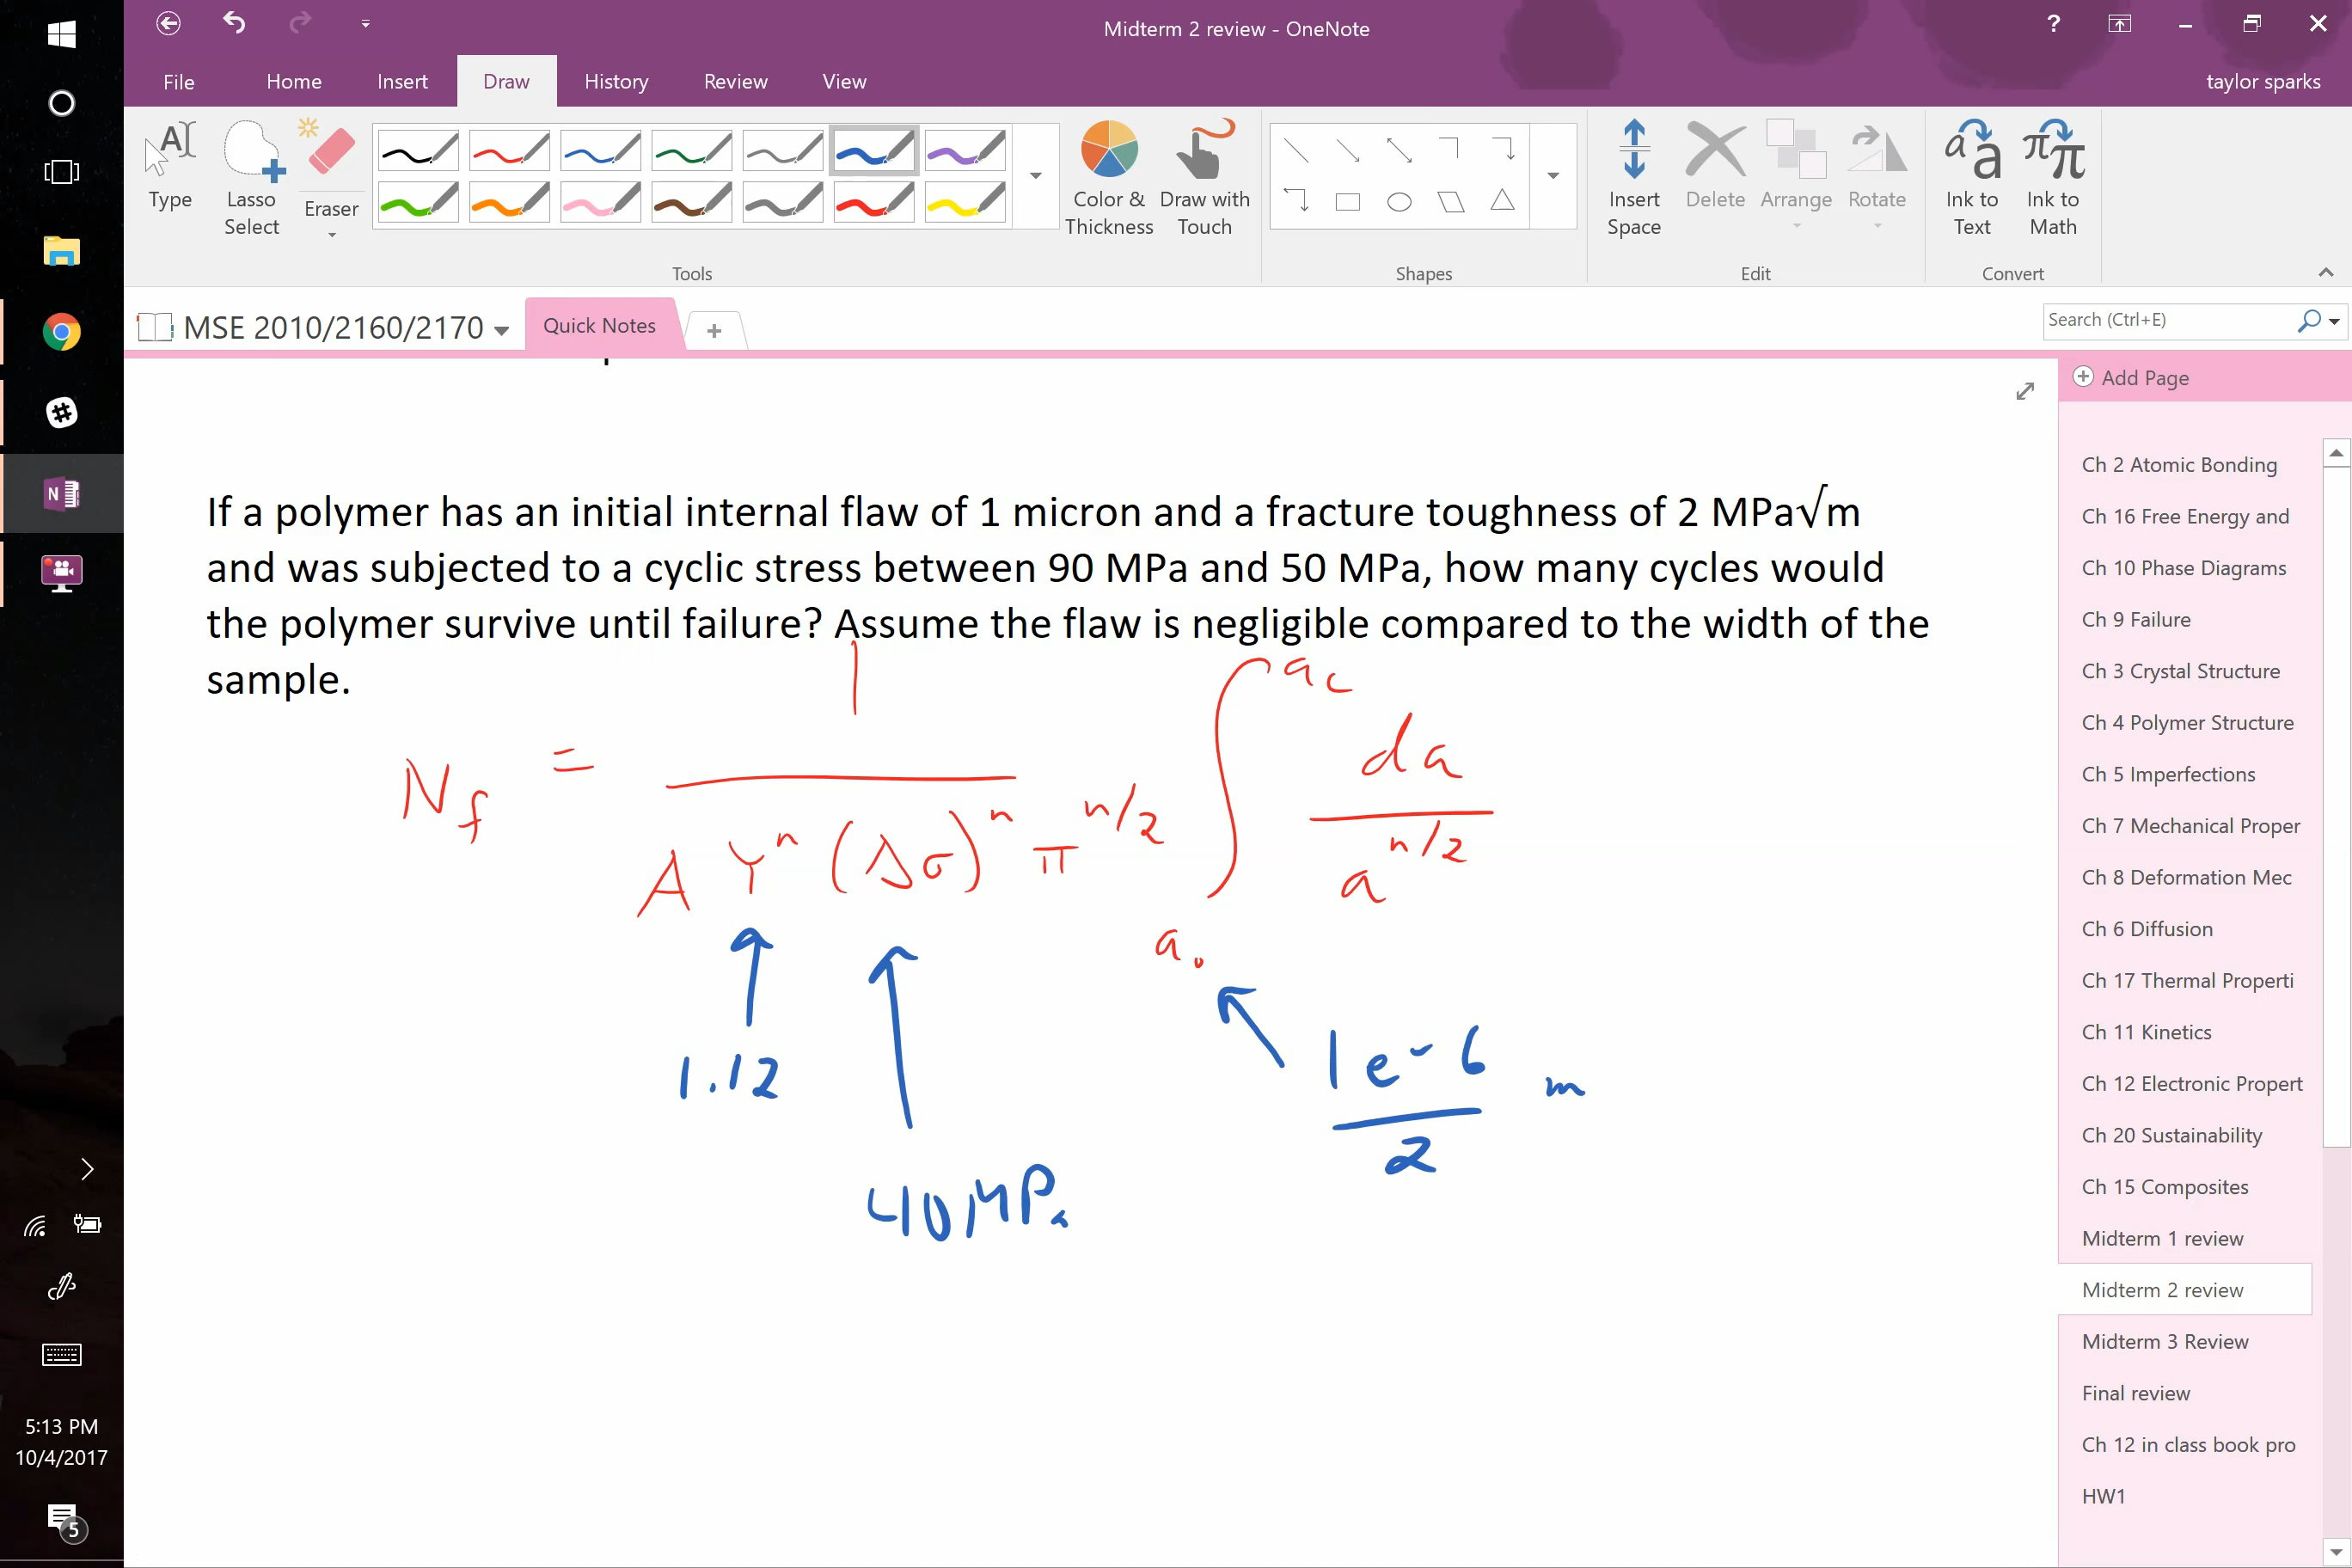 Midterm 2 review - OneNote
?
File
Home
Insert
Draw
History
Review
View
taylor sparks
Type
Lasso
Select
Eraser
Color &
Thickness
Draw with
Touch
Insert
Space
Delete
Arrange
Rotate
Ink to
Text
Ink to
Math
Tools
Shapes
Edit
Convert
MSE 2010/2160/2170
Quick Notes
Search (Ctrl+E)
If a polymer has an initial internal flaw of 1 micron and a fracture toughness of 2 MPa√m
and was subjected to a cyclic stress between 90 MPa and 50 MPa, how many cycles would
the polymer survive until failure? Assume the flaw is negligible compared to the width of the
sample.
N_f = 1 / (A Y^n (Δσ)^n π^(n/2)) ∫_(a_0)^(a_c) da / a^(n/2)
1.12
40 MPa
1e-6 / 2 m
Add Page
Ch 2 Atomic Bonding
Ch 16 Free Energy and
Ch 10 Phase Diagrams
Ch 9 Failure
Ch 3 Crystal Structure
Ch 4 Polymer Structure
Ch 5 Imperfections
Ch 7 Mechanical Proper
Ch 8 Deformation Mec
Ch 6 Diffusion
Ch 17 Thermal Properti
Ch 11 Kinetics
Ch 12 Electronic Propert
Ch 20 Sustainability
Ch 15 Composites
Midterm 1 review
Midterm 2 review
Midterm 3 Review
Final review
Ch 12 in class book pro
HW1
5:13 PM
10/4/2017
5